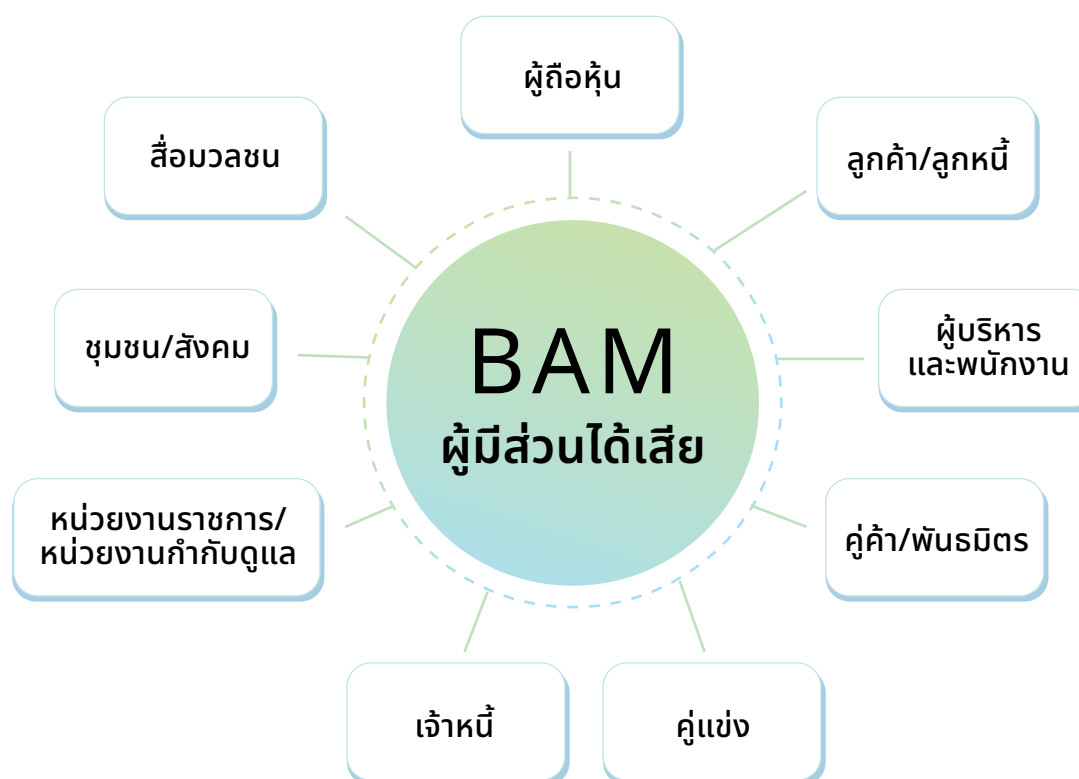 ผู้ถือหุ้น
สื่อมวลชน
ลูกค้า/ลูกหนี้
ชุมชน/สังคม
BAM
ผู้มีส่วนได้เสีย
ผู้บริหาร
และพนักงาน
หน่วยงานราชการ/
หน่วยงานกำกับดูแล
คู่ค้า/พันธมิตร
เจ้าหนี้
คู่แข่ง